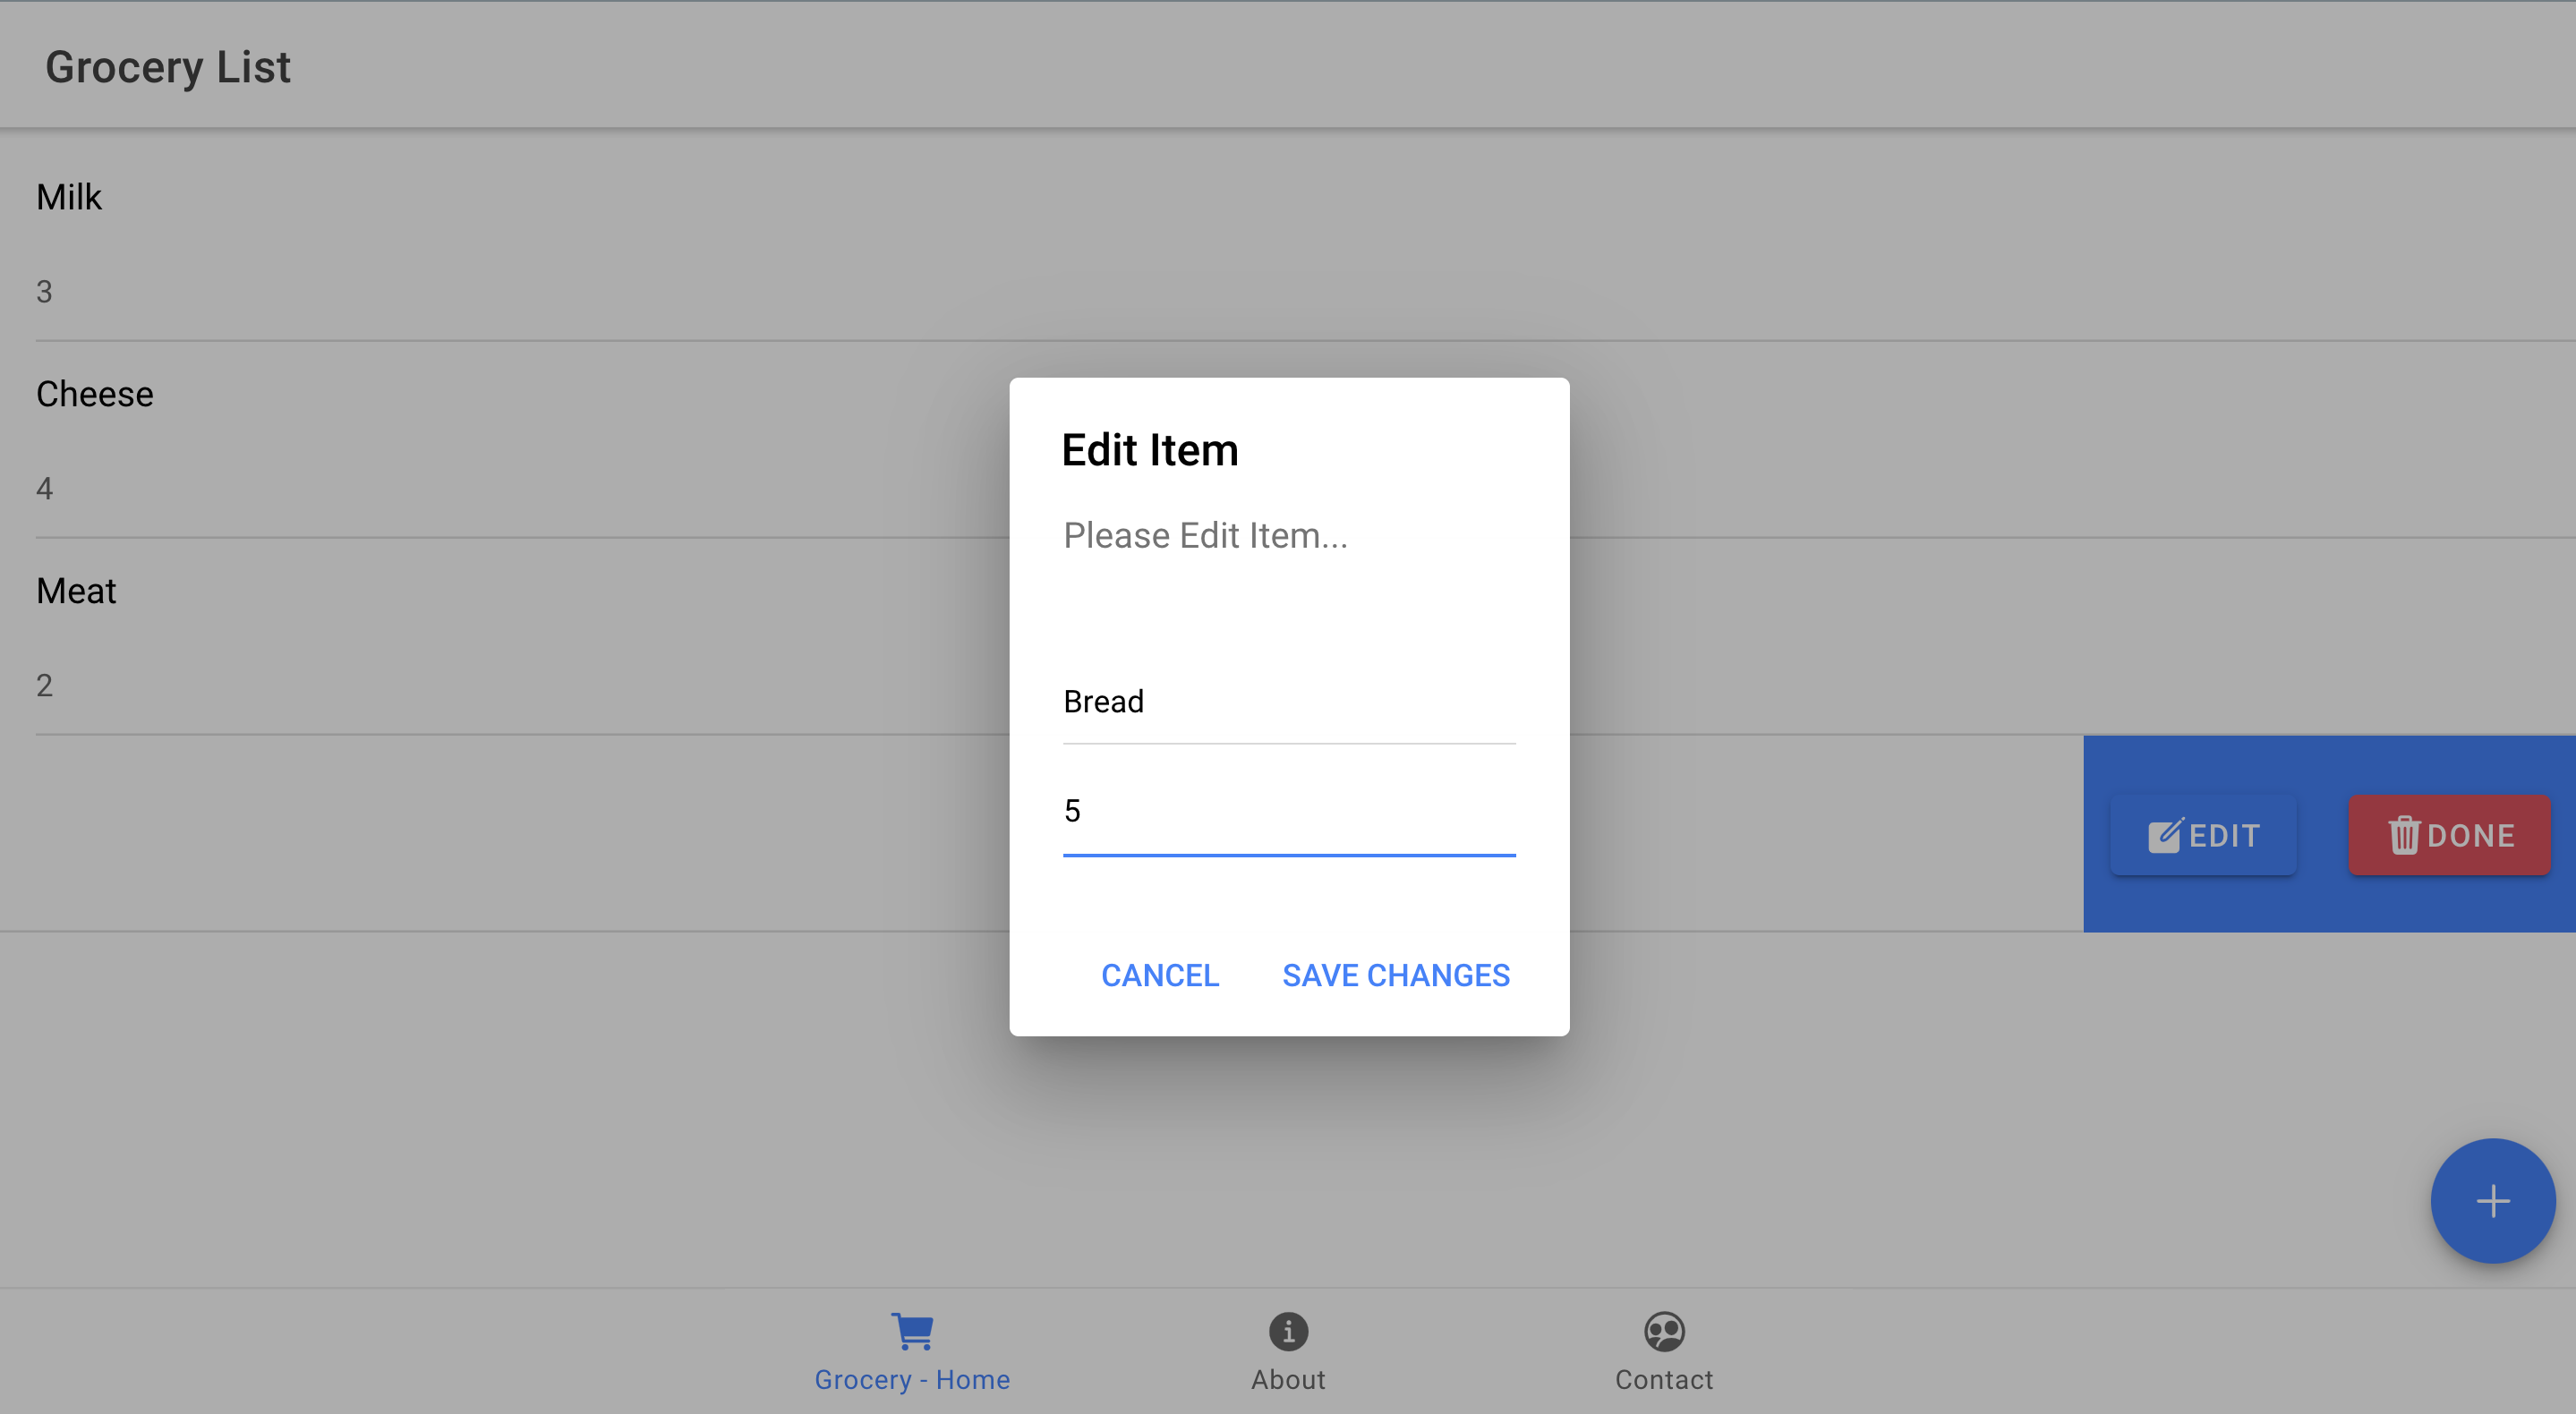 Grocery List
Milk
3
Cheese
4
Meat
2
Edit Item
Please Edit Item...
Bread
5
CANCEL SAVE CHANGES
EDIT DONE
Grocery - Home About Contact